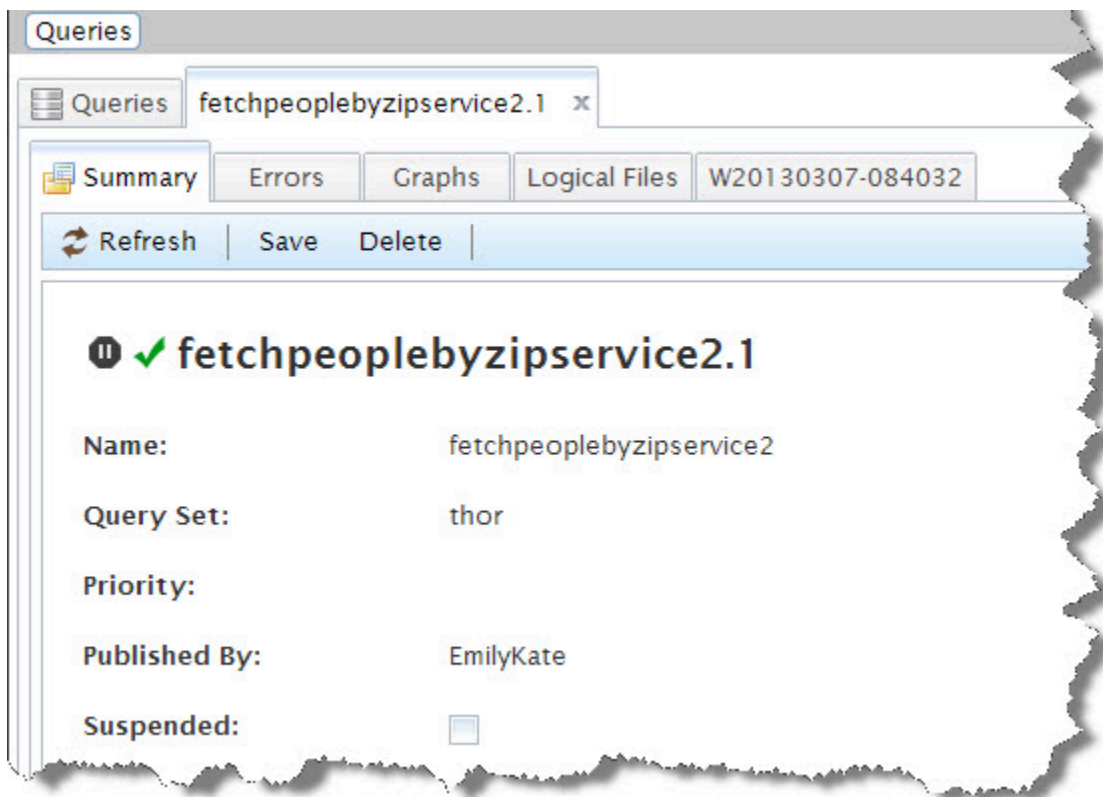 Queries
Queries fetchpeoplebyzipservice2.1 x
Summary Errors Graphs Logical Files W20130307-084032
Refresh Save Delete
fetchpeoplebyzipservice2.1
Name: fetchpeoplebyzipservice2
Query Set: thor
Priority:
Published By: EmilyKate
Suspended: